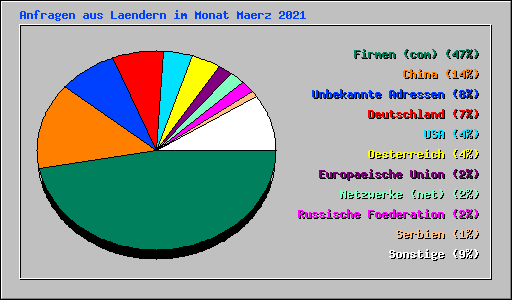 Anfragen aus Laendern im Monat Maerz 2021
Firmen (com) (47%)
China (14%)
Unbekannte Adressen (8%)
Deutschland (7%)
USA (4%)
Oesterreich (4%)
Europaeische Union (2%)
Netzwerke (net) (2%)
Russische Foederation (2%)
Serbien (1%)
Sonstige (9%)